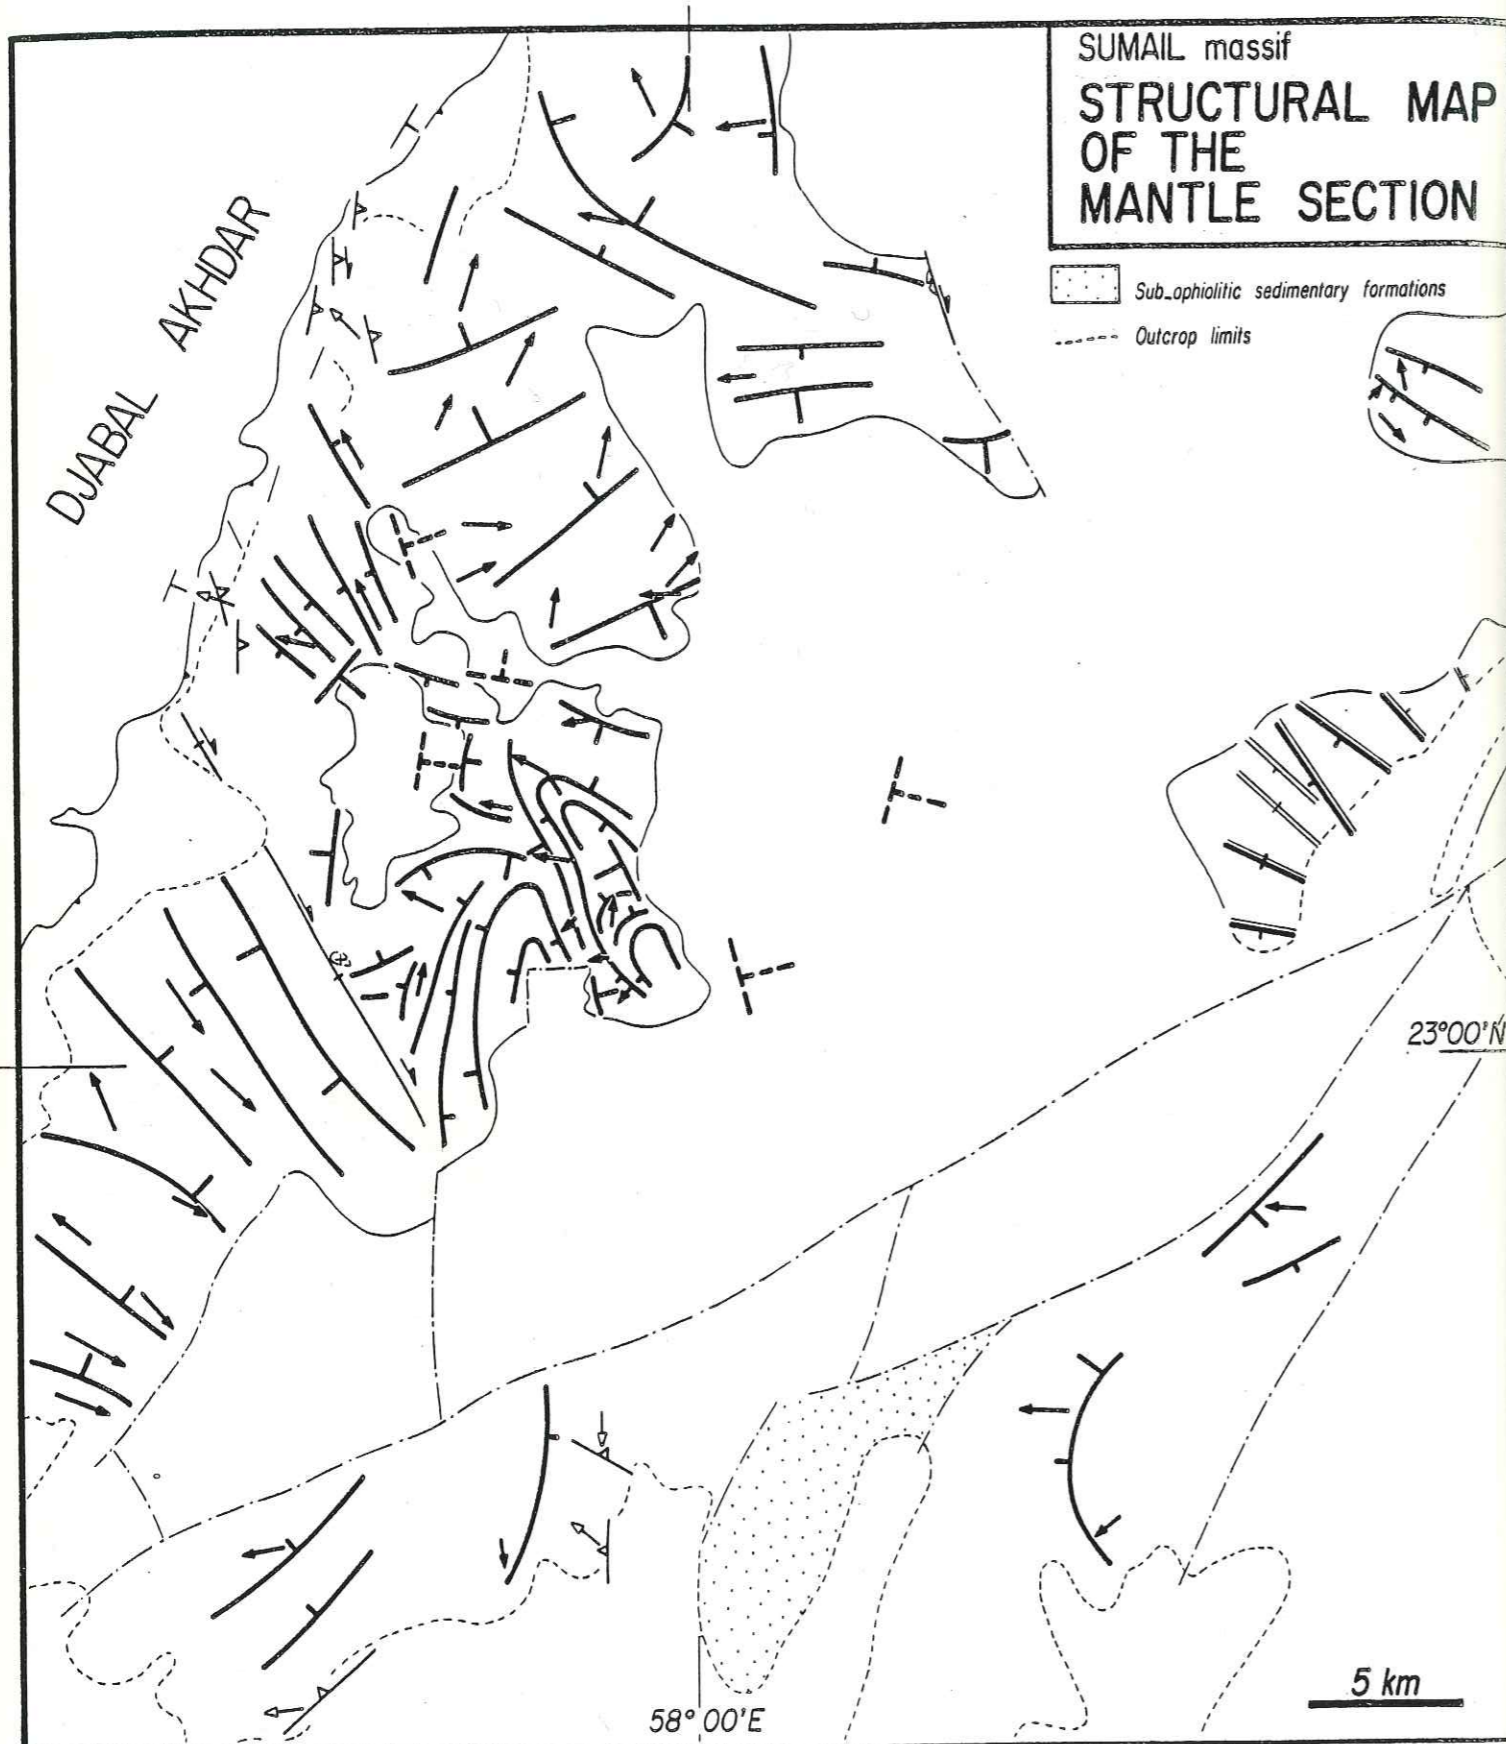 SUMAIL massif
STRUCTURAL MAP
OF THE
MANTLE SECTION
Sub_ophiolitic sedimentary formations
Outcrop limits
DJABAL AKHDAR
23°00'N
5 km
58° 00'E